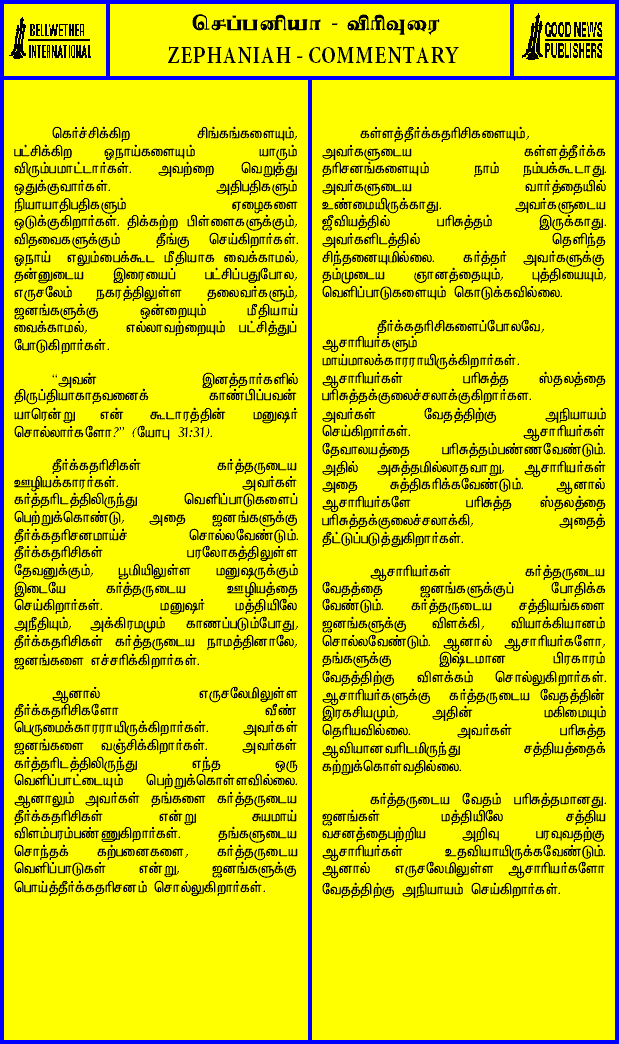 BELLWETHER
INTERNATIONAL
செப்பனியா - விரிவுரை
ZEPHANIAH - COMMENTARY
GOOD NEWS
PUBLISHERS
கெர்ச்சிக்கிற சிங்கங்களையும்,
பட்சிக்கிற ஓநாய்களையும் யாரும்
விரும்பமாட்டார்கள். அவற்றை வெறுத்து
ஒதுக்குவார்கள். அதிபதிகளும்
நியாயாதிபதிகளும் ஏழைகளை
ஒடுக்குகிறார்கள். திக்கற்ற பிள்ளைகளுக்கும்,
விதவைகளுக்கும் தீங்கு செய்கிறார்கள்.
ஓநாய் எலும்பைக்கூட மீதியாக வைக்காமல்,
தன்னுடைய இரையைப் பட்சிப்பதுபோல,
எருசலேம் நகரத்திலுள்ள தலைவர்களும்,
ஜனங்களுக்கு ஒன்றையும் மீதியாய்
வைக்காமல், எல்லாவற்றையும் பட்சித்துப்
போடுகிறார்கள்.
“அவன் இனத்தார்களில்
திருப்தியாகாதவனைக் காண்பிப்பவன்
யாரென்று என் கூடாரத்தின் மனுஷர்
சொல்லார்களோ?” (யோபு 31:31).
தீர்க்கதரிசிகள் கர்த்தருடைய
ஊழியக்காரர்கள். அவர்கள்
கர்த்தரிடத்திலிருந்து வெளிப்பாடுகளைப்
பெற்றுக்கொண்டு, அதை ஜனங்களுக்கு
தீர்க்கதரிசனமாய்ச் சொல்லவேண்டும்.
தீர்க்கதரிசிகள் பரலோகத்திலுள்ள
தேவனுக்கும், பூமியிலுள்ள மனுஷருக்கும்
இடையே கர்த்தருடைய ஊழியத்தை
செய்கிறார்கள். மனுஷர் மத்தியிலே
அநீதியும், அக்கிரமமும் காணப்படும்போது,
தீர்க்கதரிசிகள் கர்த்தருடைய நாமத்தினாலே,
ஜனங்களை எச்சரிக்கிறார்கள்.
ஆனால் எருசலேமிலுள்ள
தீர்க்கதரிசிகளோ வீண்
பெருமைக்காரராயிருக்கிறார்கள். அவர்கள்
ஜனங்களை வஞ்சிக்கிறார்கள். அவர்கள்
கர்த்தரிடத்திலிருந்து எந்த ஒரு
வெளிப்பாட்டையும் பெற்றுக்கொள்ளவில்லை.
ஆனாலும் அவர்கள் தங்களை கர்த்தருடைய
தீர்க்கதரிசிகள் என்று சுயமாய்
விளம்பரம்பண்ணுகிறார்கள். தங்களுடைய
சொந்தக் கற்பனைகளை, கர்த்தருடைய
வெளிப்பாடுகள் என்று, ஜனங்களுக்கு
பொய்த்தீர்க்கதரிசனம் சொல்லுகிறார்கள்.
கள்ளத்தீர்க்கதரிசிகளையும்,
அவர்களுடைய கள்ளத்தீர்க்க
தரிசனங்களையும் நாம் நம்பக்கூடாது.
அவர்களுடைய வார்த்தையில்
உண்மையிருக்காது. அவர்களுடைய
ஜீவியத்தில் பரிசுத்தம் இருக்காது.
அவர்களிடத்தில் தெளிந்த
சிந்தனையுமில்லை. கர்த்தர் அவர்களுக்கு
தம்முடைய ஞானத்தையும், புத்தியையும்,
வெளிப்பாடுகளையும் கொடுக்கவில்லை.
தீர்க்கதரிசிகளைப்போலவே,
ஆசாரியர்களும்
மாய்மாலக்காரராயிருக்கிறார்கள்.
ஆசாரியர்கள் பரிசுத்த ஸ்தலத்தை
பரிசுத்தக்குலைச்சலாக்குகிறார்கள.
அவர்கள் வேதத்திற்கு அநியாயம்
செய்கிறார்கள். ஆசாரியர்கள்
தேவாலயத்தை பரிசுத்தம்பண்ணவேண்டும்.
அதில் அசுத்தமில்லாதவாறு, ஆசாரியர்கள்
அதை சுத்திகரிக்கவேண்டும். ஆனால்
ஆசாரியர்களே பரிசுத்த ஸ்தலத்தை
பரிசுத்தக்குலைச்சலாக்கி, அதைத்
தீட்டுப்படுத்துகிறார்கள்.
ஆசாரியர்கள் கர்த்தருடைய
வேதத்தை ஜனங்களுக்குப் போதிக்க
வேண்டும். கர்த்தருடைய சத்தியங்களை
ஜனங்களுக்கு விளக்கி, வியாக்கியானம்
சொல்லவேண்டும். ஆனால் ஆசாரியர்களோ,
தங்களுக்கு இஷ்டமான பிரகாரம்
வேதத்திற்கு விளக்கம் சொல்லுகிறார்கள்.
ஆசாரியர்களுக்கு கர்த்தருடைய வேதத்தின்
இரகசியமும், அதின் மகிமையும்
தெரியவில்லை. அவர்கள் பரிசுத்த
ஆவியானவரிடமிருந்து சத்தியத்தைக்
கற்றுக்கொள்வதில்லை.
கர்த்தருடைய வேதம் பரிசுத்தமானது.
ஜனங்கள் மத்தியிலே சத்திய
வசனத்தைபற்றிய அறிவு பரவுவதற்கு
ஆசாரியர்கள் உதவியாயிருக்கவேண்டும்.
ஆனால் எருசலேமிலுள்ள ஆசாரியர்களோ
வேதத்திற்கு அநியாயம் செய்கிறார்கள்.